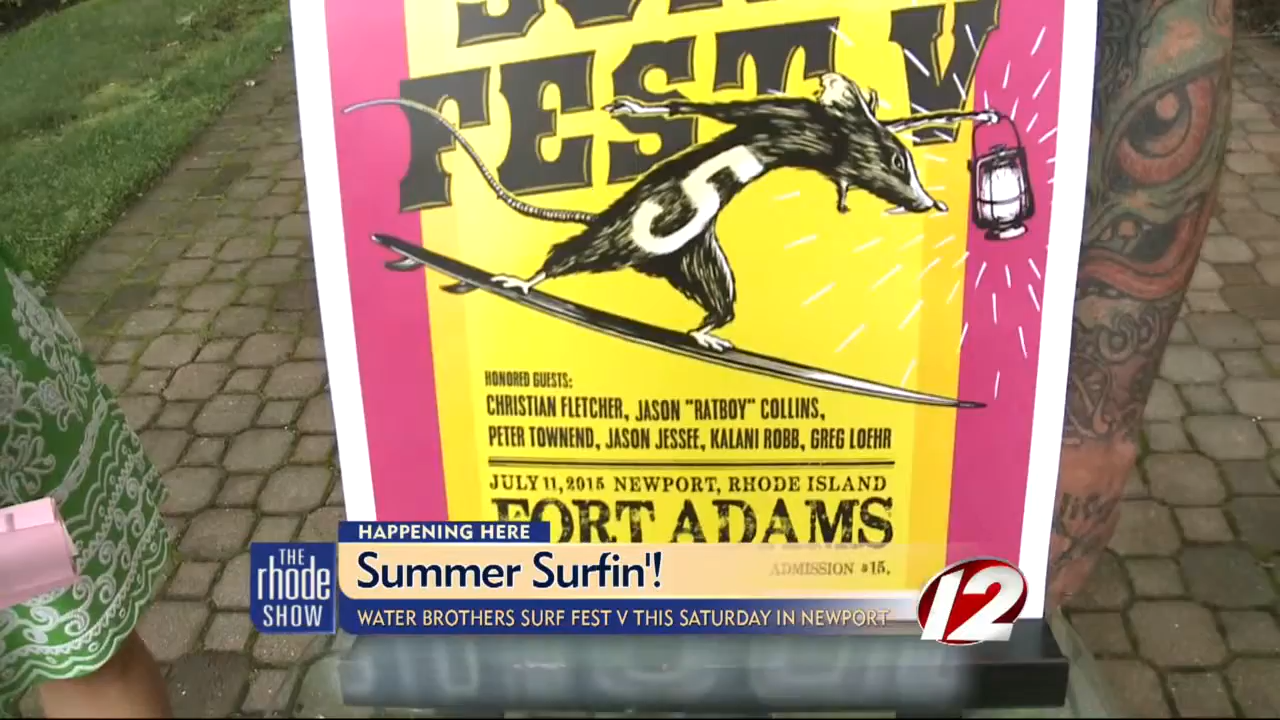 SURF
FEST V
5
HONORED GUESTS:
CHRISTIAN FLETCHER, JASON "RATBOY" COLLINS,
PETER TOWNEND, JASON JESSEE, KALANI ROBB, GREG LOEHR
JULY 11, 2015 NEWPORT, RHODE ISLAND
FORT ADAMS
ADMISSION $15,
HAPPENING HERE
THE
rhode
SHOW
Summer Surfin'!
WATER BROTHERS SURF FEST V THIS SATURDAY IN NEWPORT
12